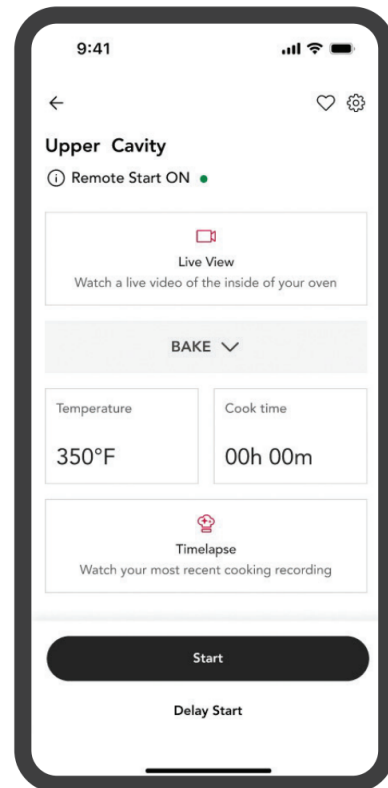 9:41
Upper Cavity
Remote Start ON
Live View
Watch a live video of the inside of your oven
BAKE
Temperature
Cook time
350°F
00h 00m
Timelapse
Watch your most recent cooking recording
Start
Delay Start